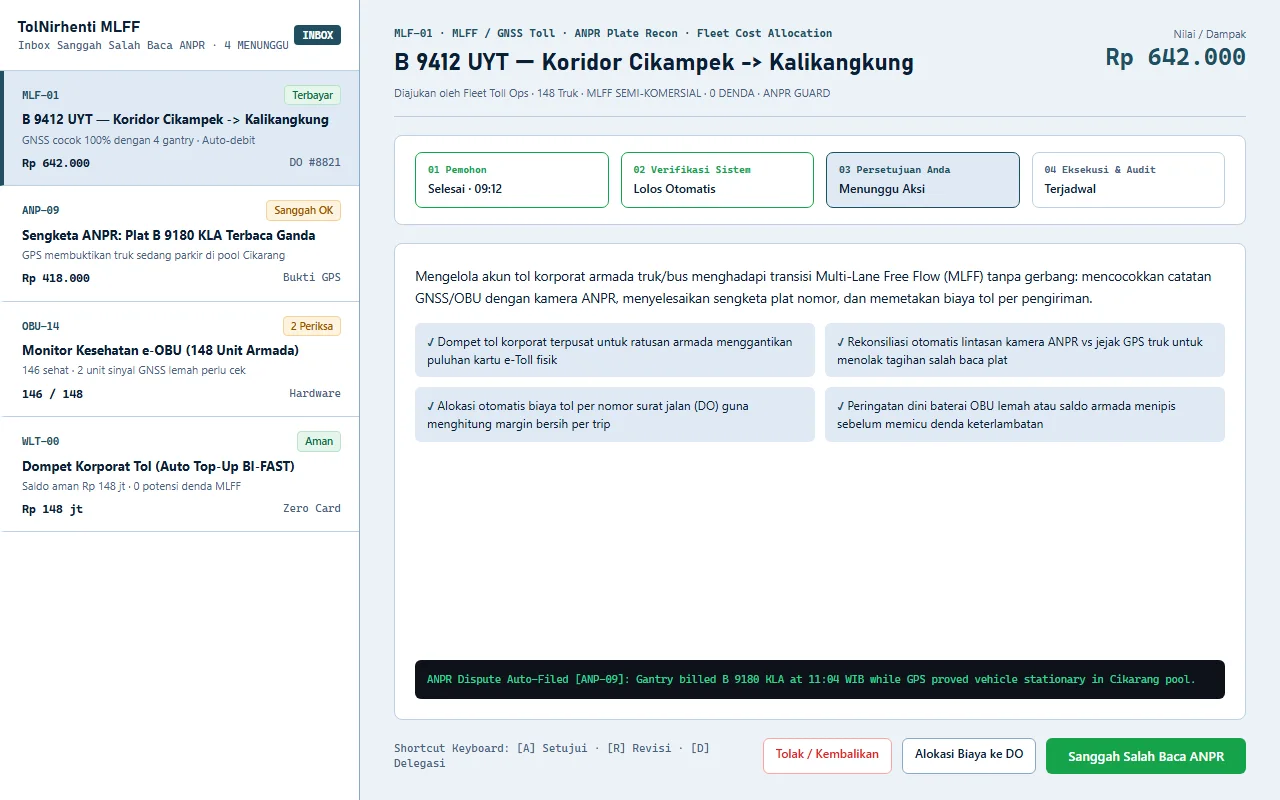 TolNirhenti MLFF
Inbox Sanggah Salah Baca ANPR · 4 MENUNGGU
INBOX
MLF-01
Terbayar
B 9412 UYT — Koridor Cikampek -> Kalikangkung
GNSS cocok 100% dengan 4 gantry · Auto-debit
Rp 642.000
DO #8821
ANP-09
Sanggah OK
Sengketa ANPR: Plat B 9180 KLA Terbaca Ganda
GPS membuktikan truk sedang parkir di pool Cikarang
Rp 418.000
Bukti GPS
OBU-14
2 Periksa
Monitor Kesehatan e-OBU (148 Unit Armada)
146 sehat · 2 unit sinyal GNSS lemah perlu cek
146 / 148
Hardware
WLT-00
Aman
Dompet Korporat Tol (Auto Top-Up BI-FAST)
Saldo aman Rp 148 jt · 0 potensi denda MLFF
Rp 148 jt
Zero Card
MLF-01 · MLFF / GNSS Toll · ANPR Plate Recon · Fleet Cost Allocation
B 9412 UYT — Koridor Cikampek -> Kalikangkung
Diajukan oleh Fleet Toll Ops · 148 Truk · MLFF SEMI-KOMERSIAL · 0 DENDA · ANPR GUARD
Nilai / Dampak
Rp 642.000
01 Pemohon
Selesai · 09:12
02 Verifikasi Sistem
Lolos Otomatis
03 Persetujuan Anda
Menunggu Aksi
04 Eksekusi & Audit
Terjadwal
Mengelola akun tol korporat armada truk/bus menghadapi transisi Multi-Lane Free Flow (MLFF) tanpa gerbang: mencocokkan catatan
GNSS/OBU dengan kamera ANPR, menyelesaikan sengketa plat nomor, dan memetakan biaya tol per pengiriman.
✓ Dompet tol korporat terpusat untuk ratusan armada menggantikan
puluhan kartu e-Toll fisik
✓ Rekonsiliasi otomatis lintasan kamera ANPR vs jejak GPS truk untuk
menolak tagihan salah baca plat
✓ Alokasi otomatis biaya tol per nomor surat jalan (DO) guna
menghitung margin bersih per trip
✓ Peringatan dini baterai OBU lemah atau saldo armada menipis
sebelum memicu denda keterlambatan
ANPR Dispute Auto-Filed [ANP-09]: Gantry billed B 9180 KLA at 11:04 WIB while GPS proved vehicle stationary in Cikarang pool.
Shortcut Keyboard: [A] Setujui · [R] Revisi · [D]
Delegasi
Tolak / Kembalikan
Alokasi Biaya ke DO
Sanggah Salah Baca ANPR